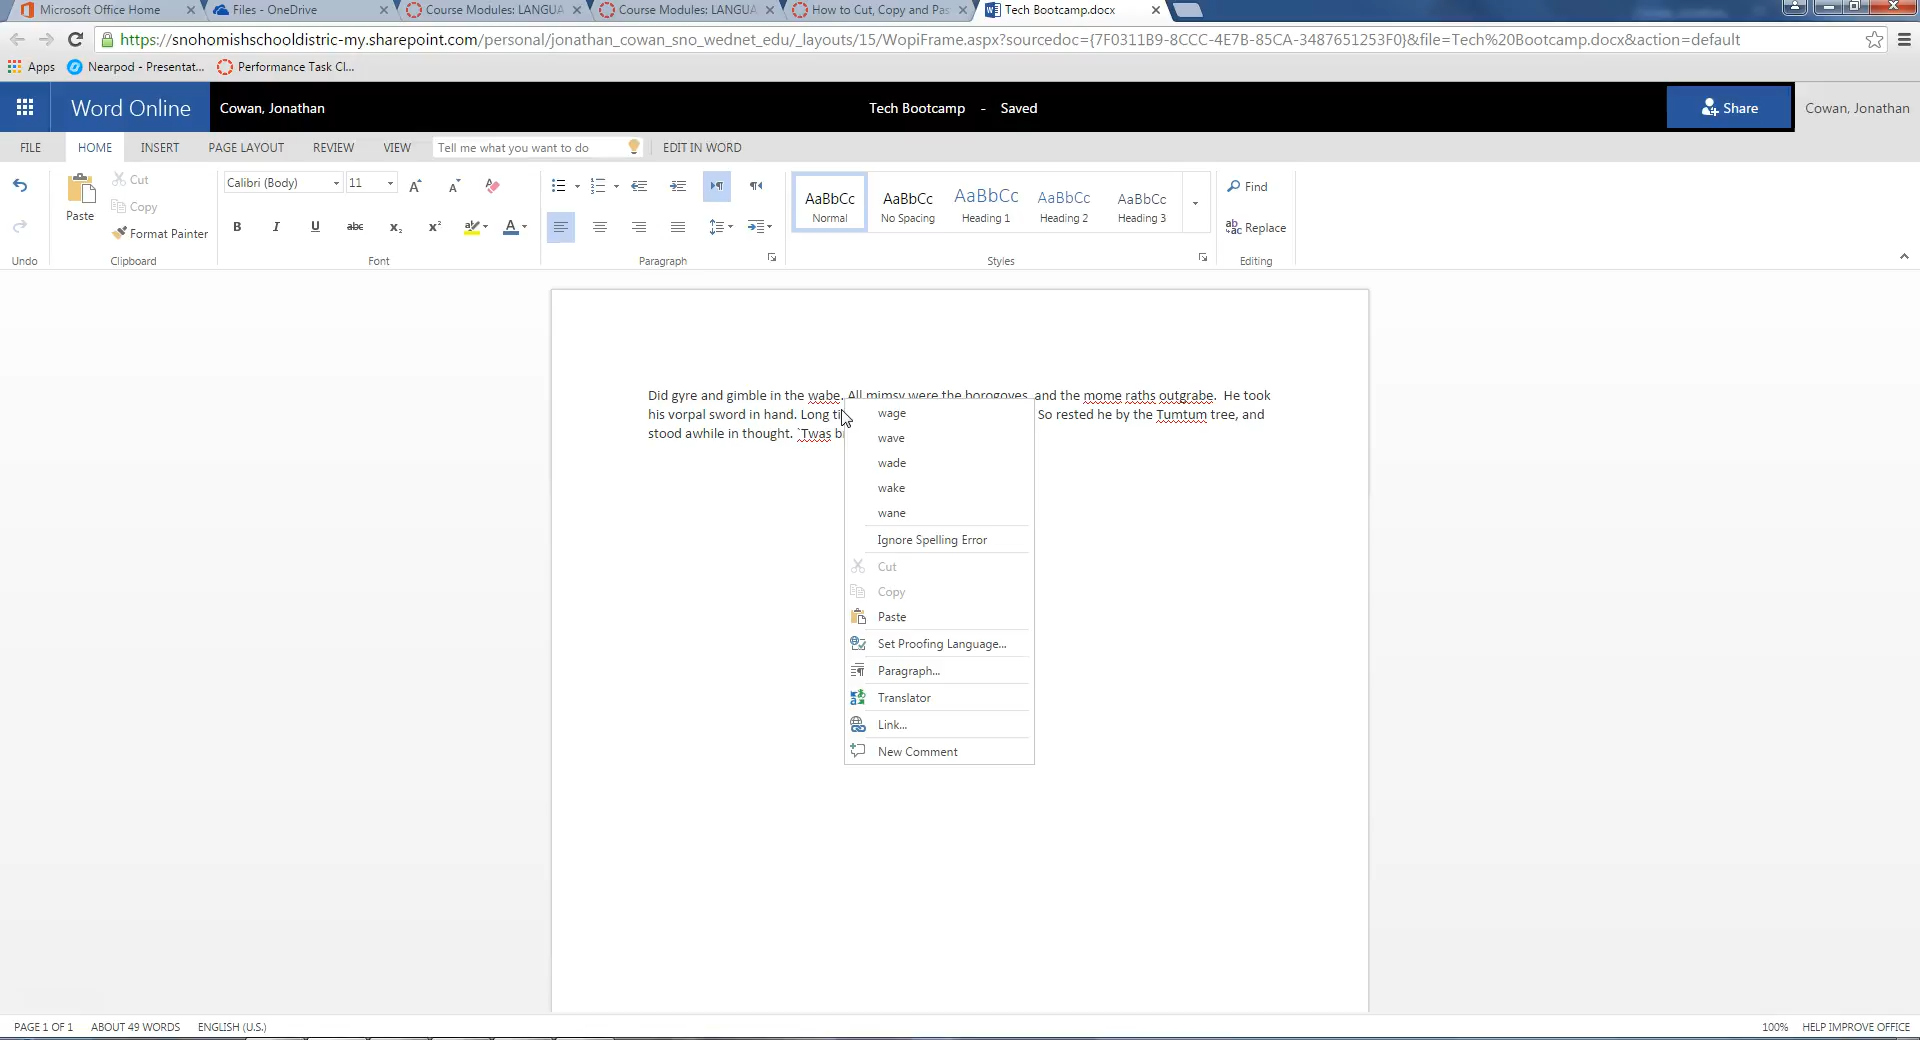 Microsoft Office Home
Files - OneDrive
Course Modules: LANGUA
Course Modules: LANGUA
How to Cut, Copy and Pas
Tech Bootcamp.docx
https://snohomishschooldistric-my.sharepoint.com/personal/jonathan_cowan_sno_wednet_edu/_layouts/15/WopiFrame.aspx?sourcedoc={7F0311B9-8CCC-4E7B-85CA-3487651253F0}&file=Tech%20Bootcamp.docx&action=default
Apps Nearpod - Presentat... Performance Task Cl...
Word Online Cowan, Jonathan Tech Bootcamp - Saved Share Cowan, Jonathan
FILE HOME INSERT PAGE LAYOUT REVIEW VIEW Tell me what you want to do EDIT IN WORD
Paste
Cut
Copy
Format Painter
Calibri (Body) 11
B I U abc x₂ x² ab A
AaBbCc AaBbCc AaBbCc AaBbCc AaBbCc
Normal No Spacing Heading 1 Heading 2 Heading 3
Find
Replace
Undo Clipboard Font Paragraph Styles Editing
Did gyre and gimble in the wabe. All mimsy were the borogoves, and the mome raths outgrabe. He took
his vorpal sword in hand. Long ti So rested he by the Tumtum tree, and
stood awhile in thought. `Twas b
wage
wave
wade
wake
wane
Ignore Spelling Error
Cut
Copy
Paste
Set Proofing Language...
Paragraph...
Translator
Link...
New Comment
PAGE 1 OF 1 ABOUT 49 WORDS ENGLISH (U.S.) 100% HELP IMPROVE OFFICE